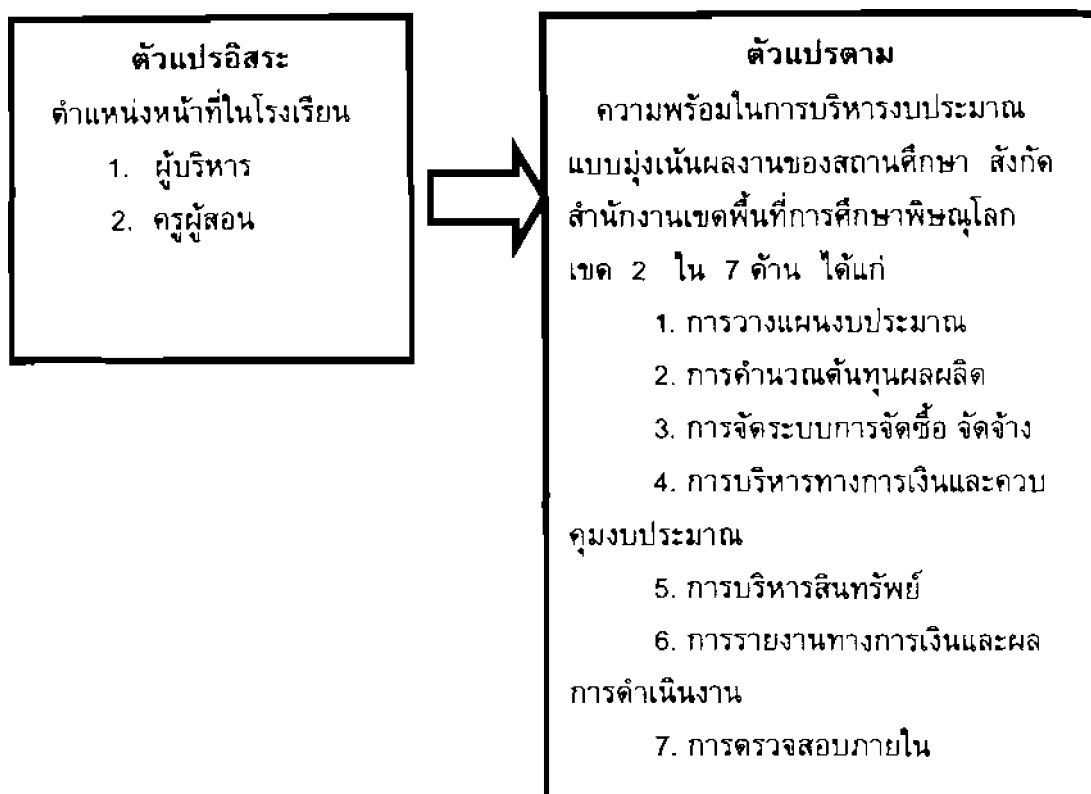 ตัวแปรอิสระ
ตำแหน่งหน้าที่ในโรงเรียน
1. ผู้บริหาร
2. ครูผู้สอน
ตัวแปรตาม
ความพร้อมในการบริหารงบประมาณ
แบบมุ่งเน้นผลงานของสถานศึกษา สังกัด
สำนักงานเขตพื้นที่การศึกษาพิษณุโลก
เขต 2 ใน 7 ด้าน ได้แก่
1. การวางแผนงบประมาณ
2. การคำนวณต้นทุนผลผลิต
3. การจัดระบบการจัดซื้อ จัดจ้าง
4. การบริหารทางการเงินและควบ
คุมงบประมาณ
5. การบริหารสินทรัพย์
6. การรายงานทางการเงินและผล
การดำเนินงาน
7. การตรวจสอบภายใน